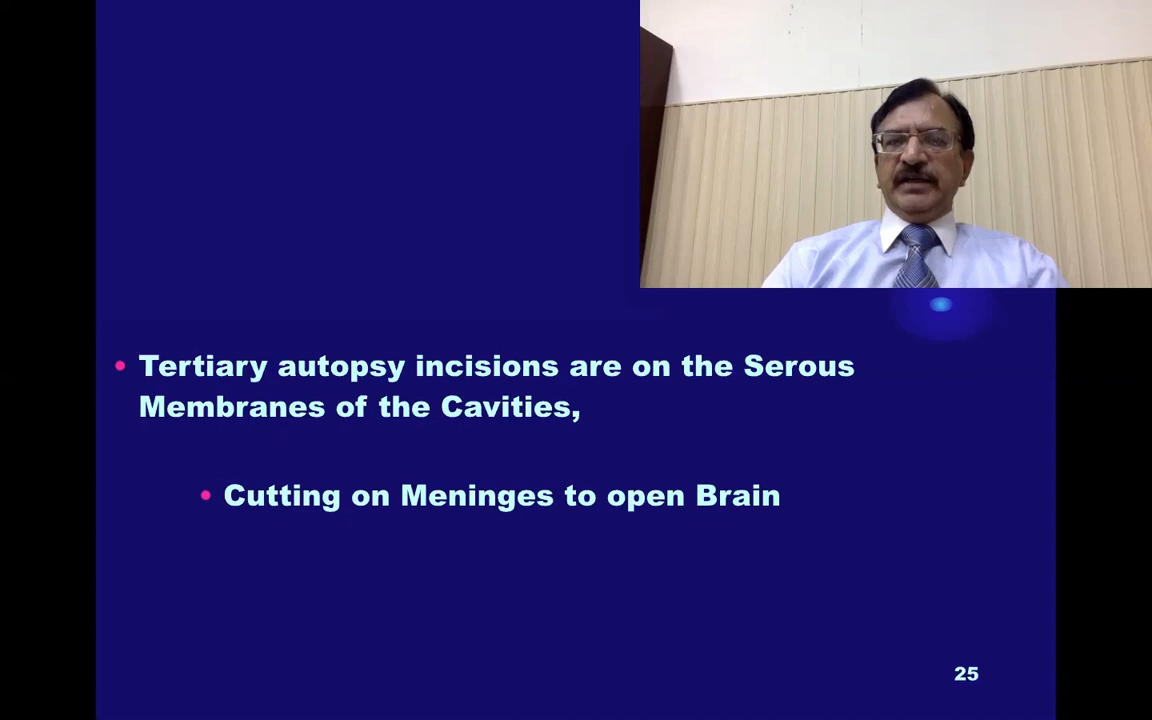 • Tertiary autopsy incisions are on the Serous
Membranes of the Cavities,
• Cutting on Meninges to open Brain
25